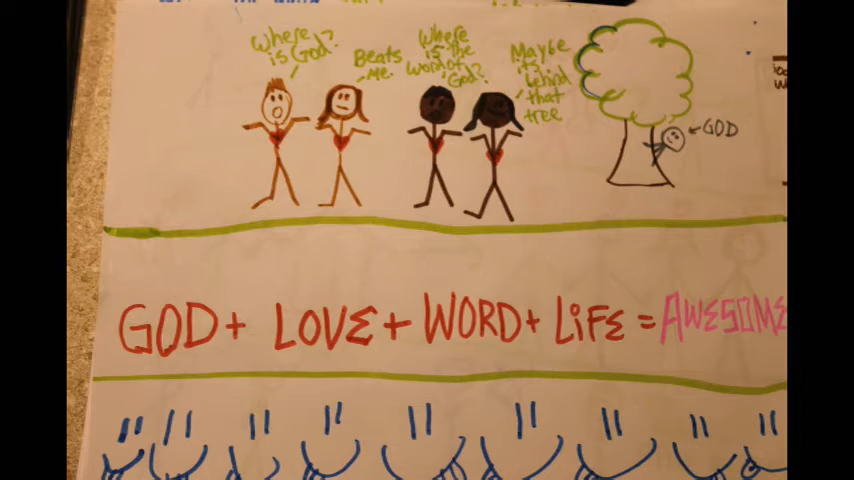 Where
is God?
Beats
Me.
Where
is the
word of
God?
Maybe
it's behind
that
tree
GOD
GOD + LOVE + WORD + LiFE = AWESOME